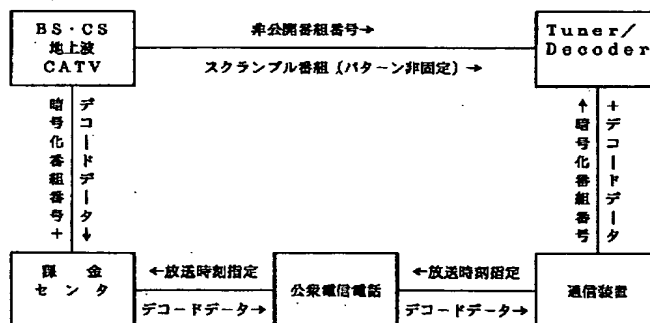 BS・CS
地上波
CATV
非公開番組番号→
スクランブル番組（パターン非固定）→
Tuner/
Decoder
暗号化番組番号+
デコードデータ↓
↑暗号化番組番号
+デコードデータ
課金
センタ
←放送時刻指定
デコードデータ→
公衆電信電話
←放送時刻指定
デコードデータ→
通信装置